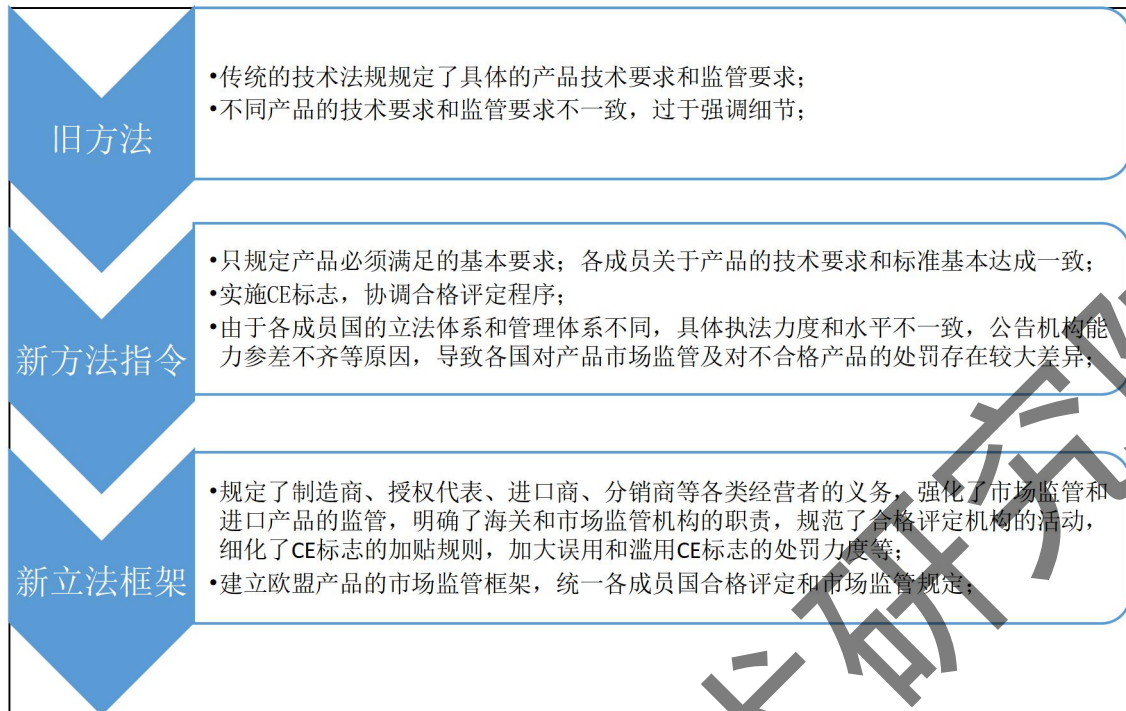 旧方法
•传统的技术法规规定了具体的产品技术要求和监管要求；
•不同产品的技术要求和监管要求不一致，过于强调细节；
新方法指令
•只规定产品必须满足的基本要求；各成员关于产品的技术要求和标准基本达成一致；
•实施CE标志，协调合格评定程序；
•由于各成员国的立法体系和管理体系不同，具体执法力度和水平不一致，公告机构能
力参差不齐等原因，导致各国对产品市场监管及对不合格产品的处罚存在较大差异；
新立法框架
•规定了制造商、授权代表、进口商、分销商等各类经营者的义务，强化了市场监管和
进口产品的监管，明确了海关和市场监管机构的职责，规范了合格评定机构的活动，
细化了CE标志的加贴规则，加大误用和滥用CE标志的处罚力度等；
•建立欧盟产品的市场监管框架，统一各成员国合格评定和市场监管规定；
研究